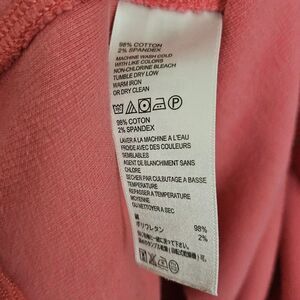 98% COTTON
2% SPANDEX
MACHINE WASH COLD
WITH LIKE COLORS
NON-CHLORINE BLEACH
TUMBLE DRY LOW
WARM IRON
OR DRY CLEAN
P
98% COTON
2% SPANDEX
LAVER A LA MACHINE A L'EAU
FROIDE AVEC DES COULEURS
SEMBLABLES
AGENT DE BLANCHIMENT SANS
CHLORE
SECHER PAR CULBUTAGE A BASSE
TEMPERATURE
REPASSER A TEMPERATURE
MOYENNE
OU NETTOYER A SEC
綿 98%
ポリウレタン 2%